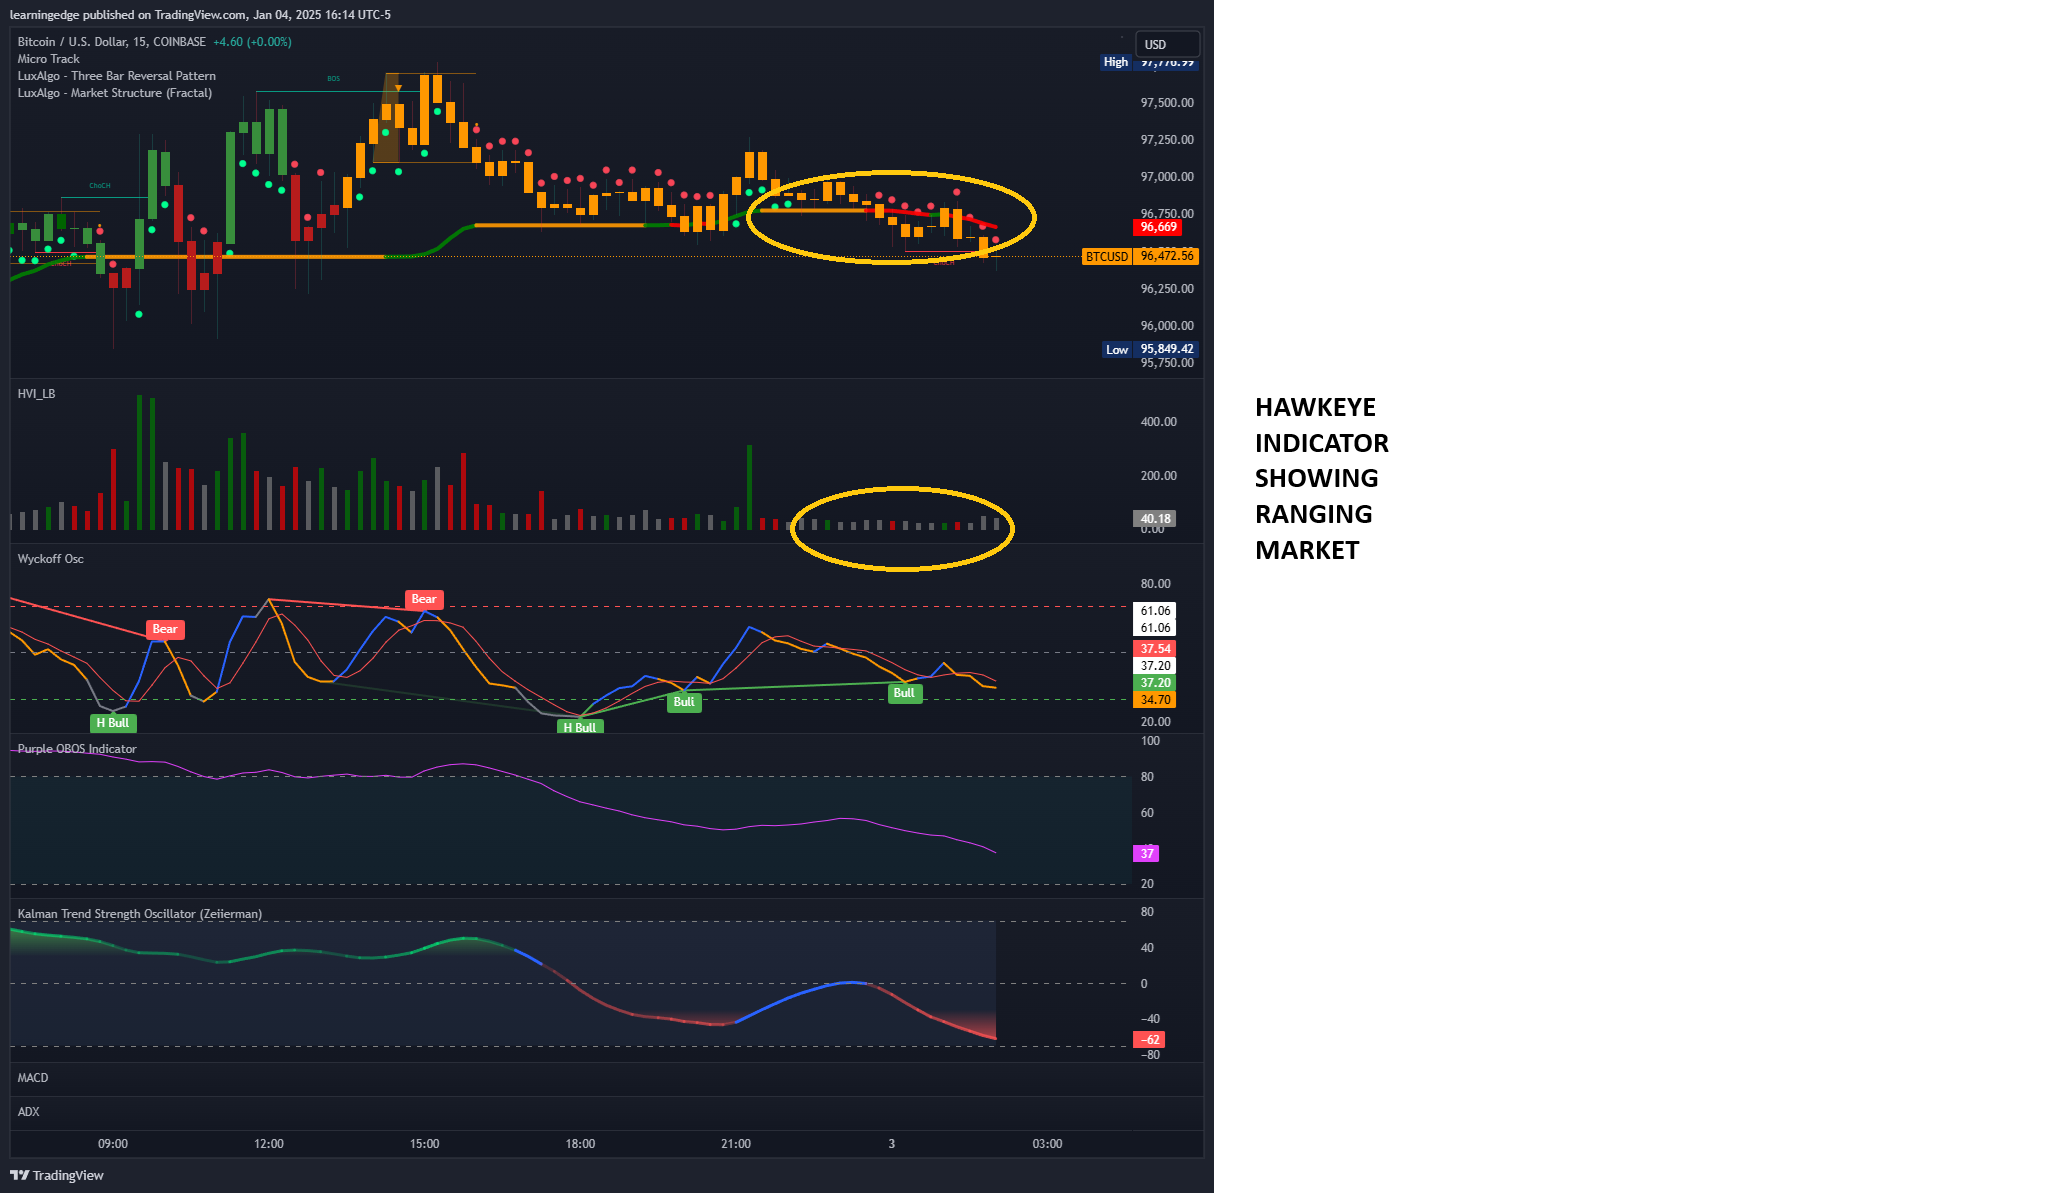 learningedge published on TradingView.com, Jan 04, 2025 16:14 UTC-5
Bitcoin / U.S. Dollar, 15, COINBASE +4.60 (+0.00%)
USD
Micro Track
High 97,776.99
LuxAlgo - Three Bar Reversal Pattern
BOS
LuxAlgo - Market Structure (Fractal)
97,500.00
97,250.00
97,000.00
ChoCH
96,750.00
96,669
BTCUSD 96,472.56
96,250.00
96,000.00
Low 95,849.42
95,750.00
HVI_LB
400.00
200.00
40.18
0.00
HAWKEYE
INDICATOR
SHOWING
RANGING
MARKET
Wyckoff Osc
80.00
Bear
61.06
Bear
61.06
37.54
37.20
37.20
Bull
Bull
34.70
H Bull
H Bull
20.00
Purple OBOS Indicator
100
80
60
37
20
Kalman Trend Strength Oscillator (Zeiierman)
80
40
0
−40
−62
−80
MACD
ADX
09:00 12:00 15:00 18:00 21:00 3 03:00
TradingView